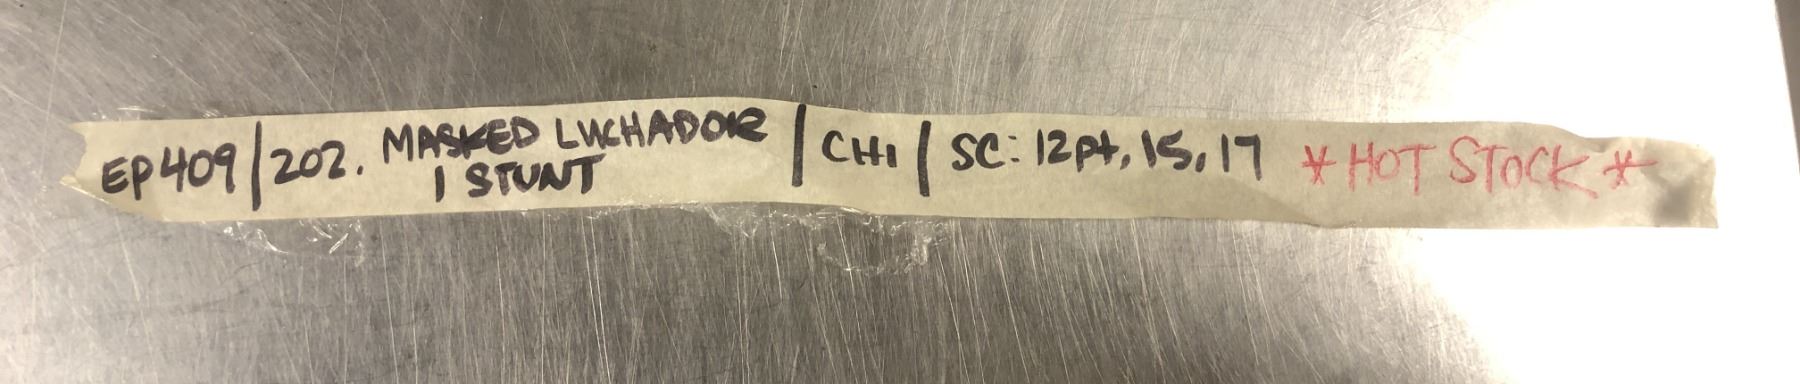 EP409/202. MASKED LUCHADOR / CH1 / SC: 12pt, 15, 17 *HOT STOCK*
1 STUNT